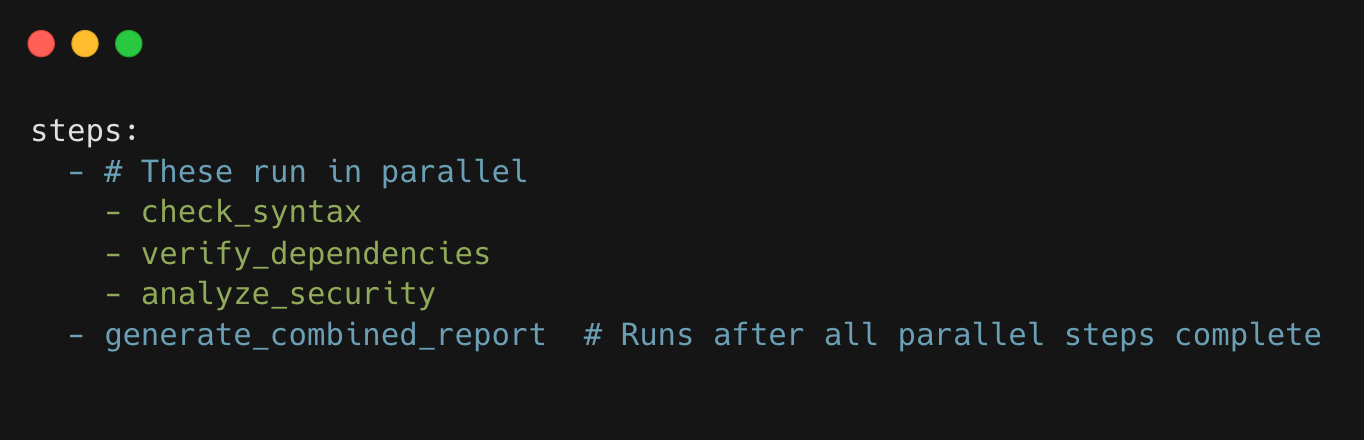 steps:
  - # These run in parallel
    - check_syntax
    - verify_dependencies
    - analyze_security
  - generate_combined_report  # Runs after all parallel steps complete